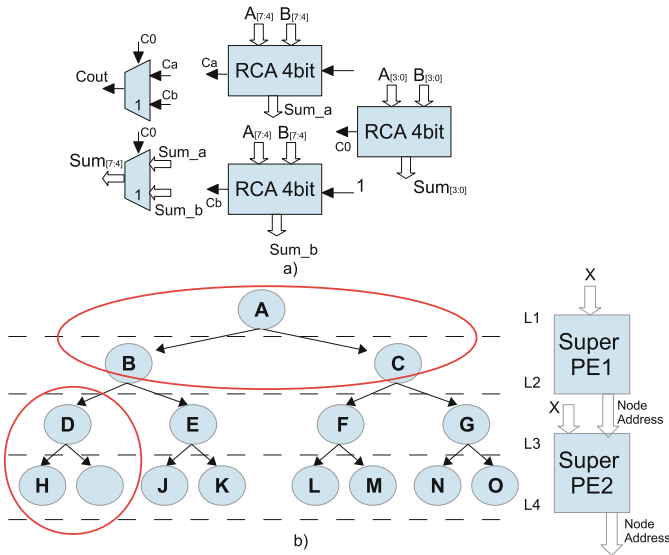 A[7:4] B[7:4]
C0
Ca
Cout
Cb
1
Ca
RCA 4bit
Sum_a
A[3:0] B[3:0]
RCA 4bit
C0
Sum[3:0]
C0
Sum_a
Sum[7:4]
1
Sum_b
A[7:4] B[7:4]
RCA 4bit
1
Cb
Sum_b
a)
A
B
C
D
E
F
G
H
J
K
L
M
N
O
b)
X
L1
Super
PE1
L2
X
Node
Address
L3
Super
PE2
L4
Node
Address